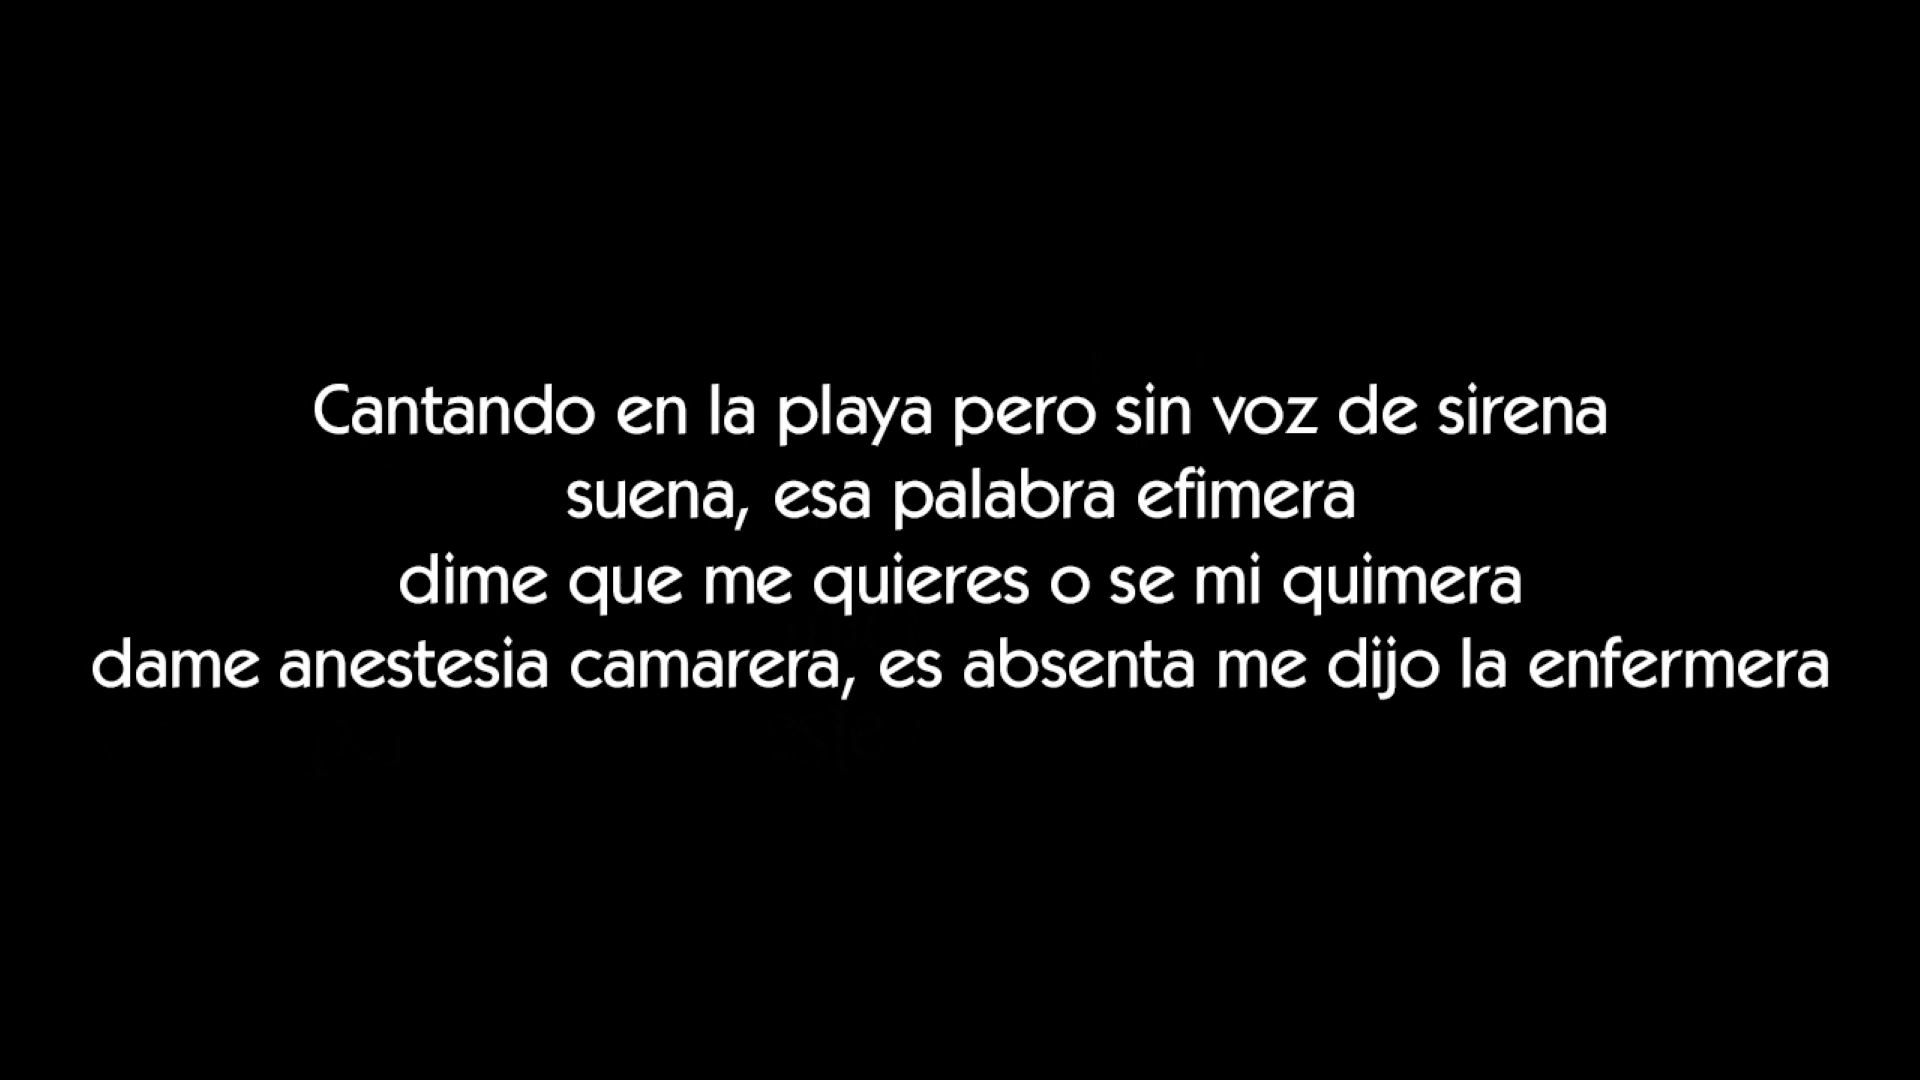 Cantando en la playa pero sin voz de sirena
suena, esa palabra efimera
dime que me quieres o se mi quimera
dame anestesia camarera, es absenta me dijo la enfermera